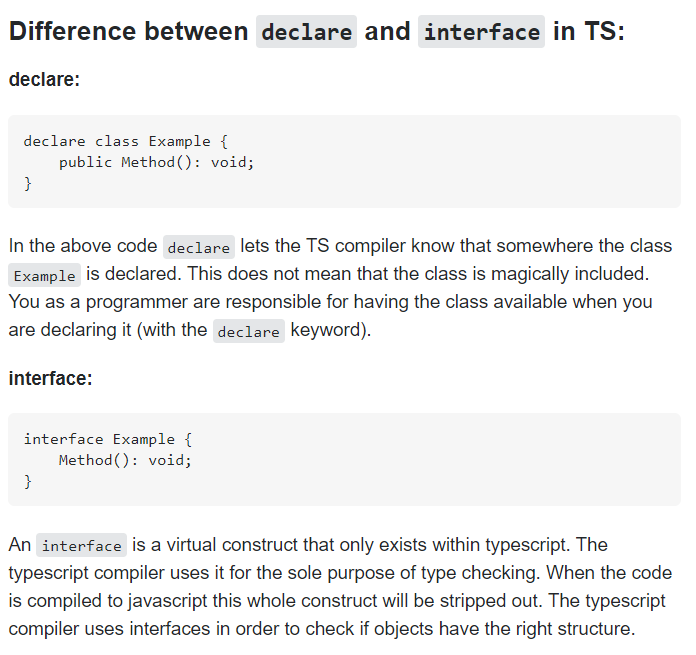 Difference between declare and interface in TS:
declare:
declare class Example {
    public Method(): void;
}
In the above code declare lets the TS compiler know that somewhere the class
Example is declared. This does not mean that the class is magically included.
You as a programmer are responsible for having the class available when you
are declaring it (with the declare keyword).
interface:
interface Example {
    Method(): void;
}
An interface is a virtual construct that only exists within typescript. The
typescript compiler uses it for the sole purpose of type checking. When the code
is compiled to javascript this whole construct will be stripped out. The typescript
compiler uses interfaces in order to check if objects have the right structure.